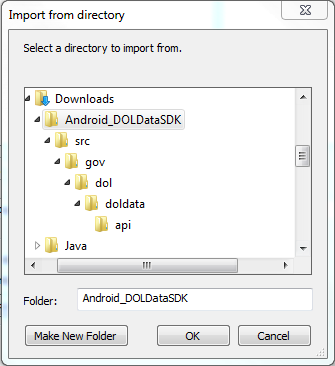 Import from directory
Select a directory to import from.
Downloads
Android_DOLDataSDK
src
gov
dol
doldata
api
Java
Folder: Android_DOLDataSDK
Make New Folder OK Cancel